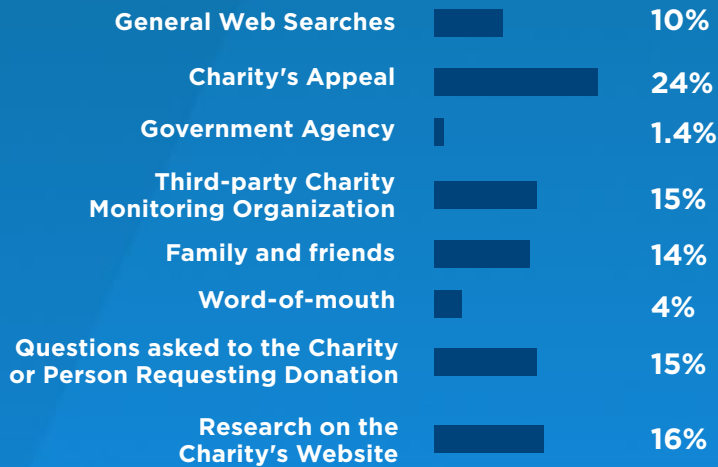 General Web Searches 10%
Charity's Appeal 24%
Government Agency 1.4%
Third-party Charity
Monitoring Organization 15%
Family and friends 14%
Word-of-mouth 4%
Questions asked to the Charity
or Person Requesting Donation 15%
Research on the
Charity's Website 16%